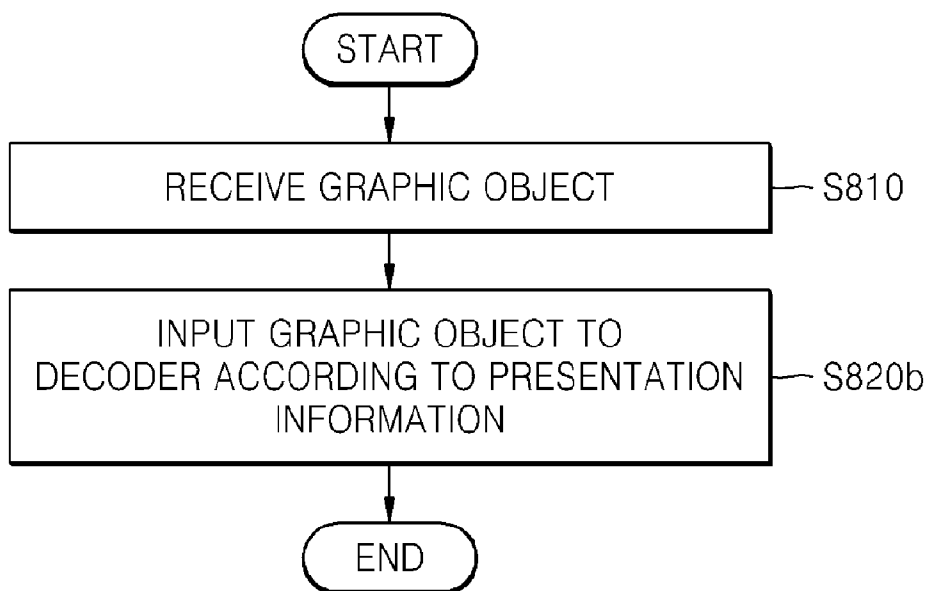 START
RECEIVE GRAPHIC OBJECT
S810
INPUT GRAPHIC OBJECT TO
DECODER ACCORDING TO PRESENTATION
INFORMATION
S820b
END